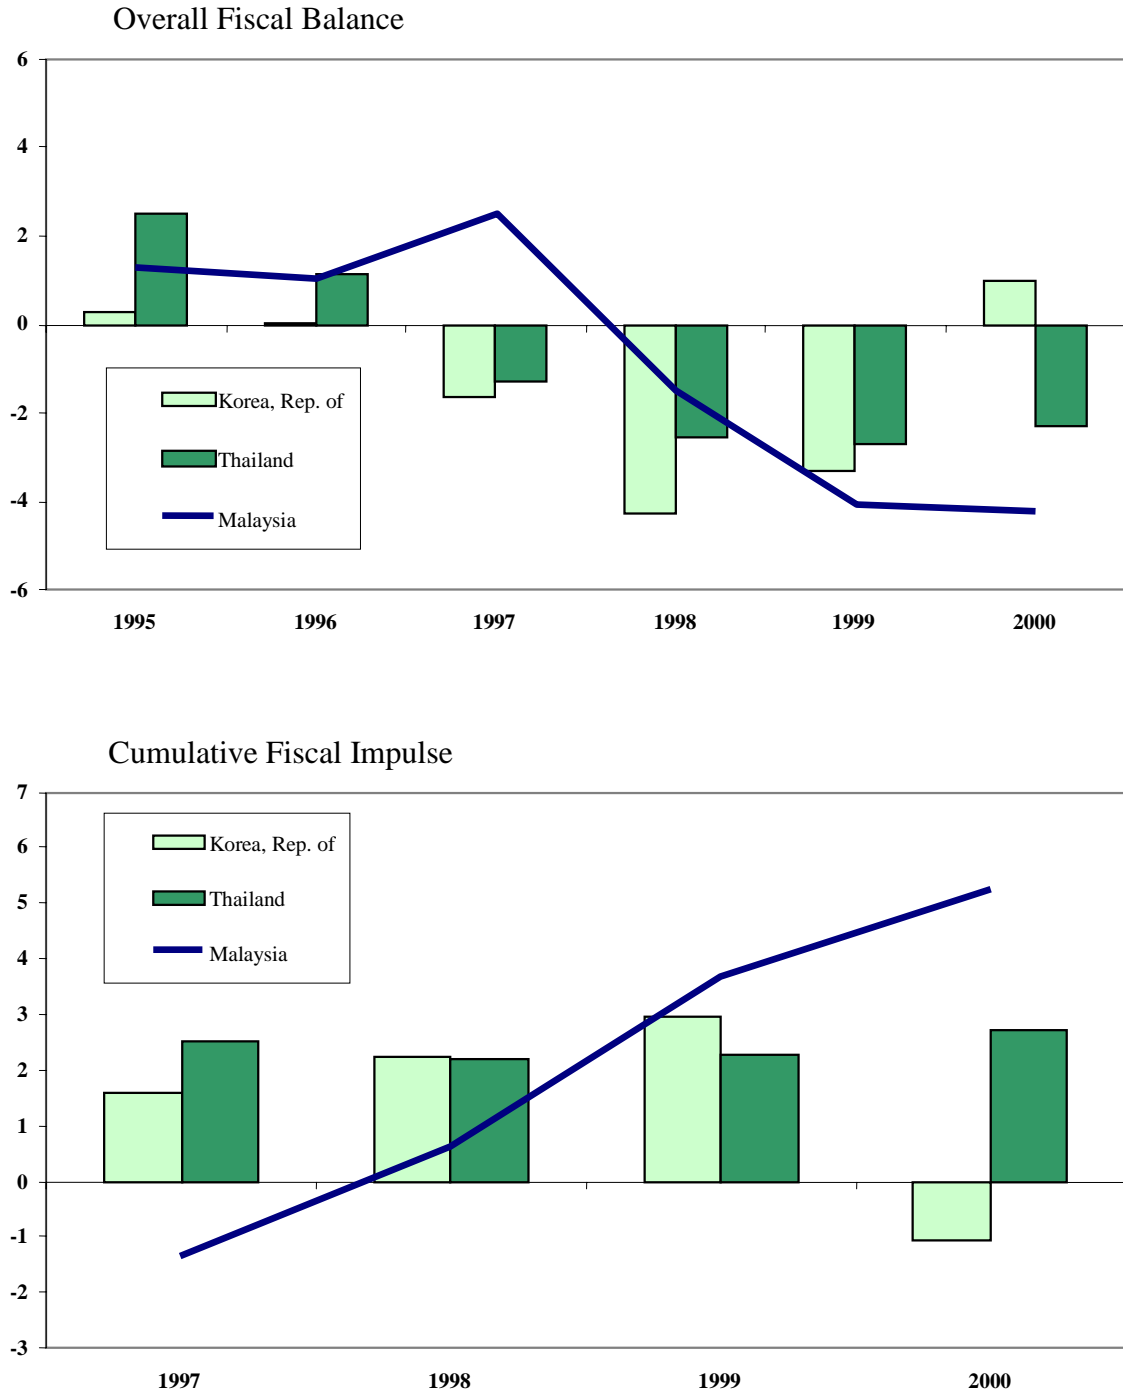 Overall Fiscal Balance
6
4
2
0
-2
-4
-6
Korea, Rep. of
Thailand
Malaysia
1995 1996 1997 1998 1999 2000
Cumulative Fiscal Impulse
7
6
5
4
3
2
1
0
-1
-2
-3
Korea, Rep. of
Thailand
Malaysia
1997 1998 1999 2000